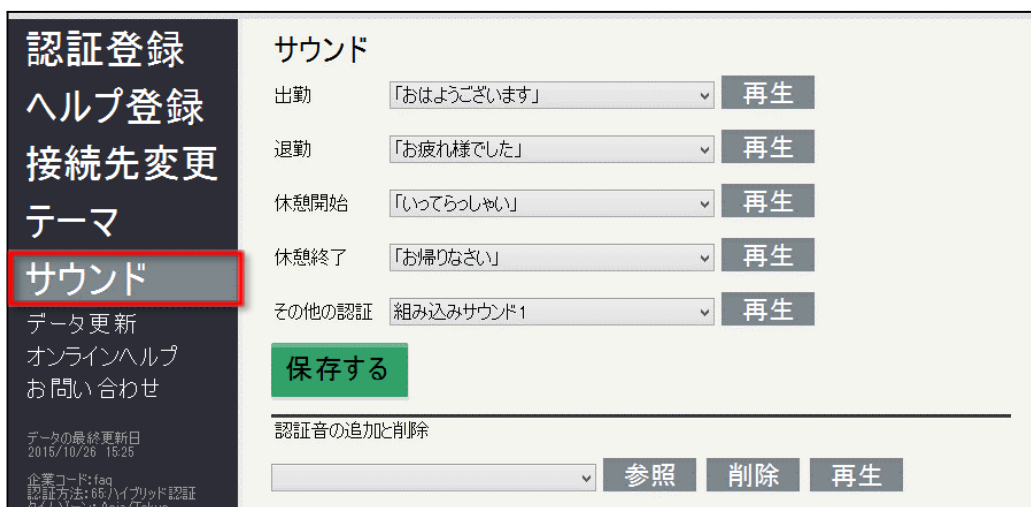 認証登録
ヘルプ登録
接続先変更
テーマ
サウンド
データ更新
オンラインヘルプ
お問い合わせ
データの最終更新日
2015/10/26 15:25
企業コード:faq
認証方法:65:ハイブリッド認証
タイムゾーン:Asia/Tokyo
サウンド
出勤 「おはようございます」 再生
退勤 「お疲れ様でした」 再生
休憩開始 「いってらっしゃい」 再生
休憩終了 「お帰りなさい」 再生
その他の認証 組み込みサウンド1 再生
保存する
認証音の追加と削除
参照 削除 再生